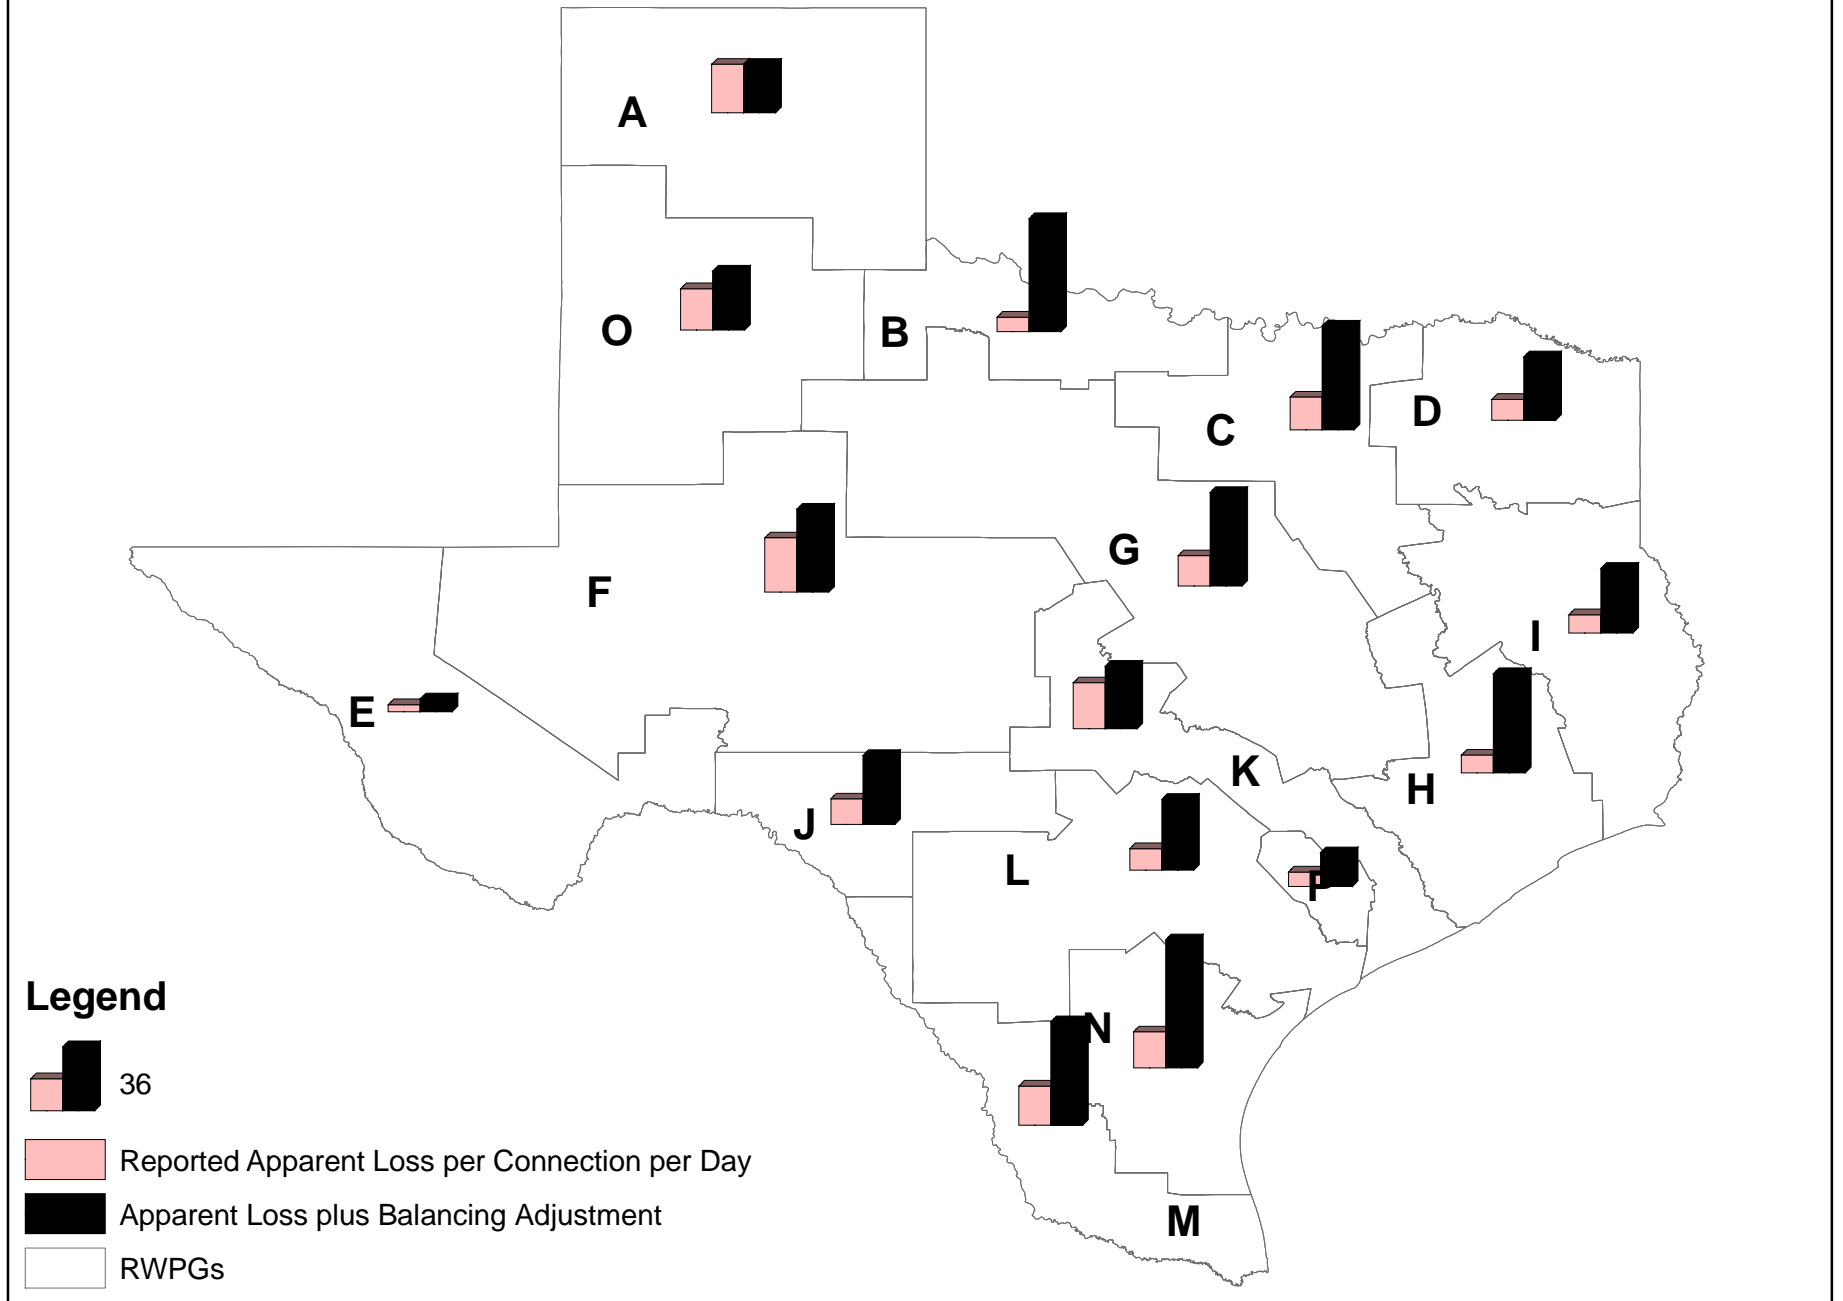 A
O
B
C
D
G
F
I
E
K
H
J
L
P
N
M
Legend
36
Reported Apparent Loss per Connection per Day
Apparent Loss plus Balancing Adjustment
RWPGs